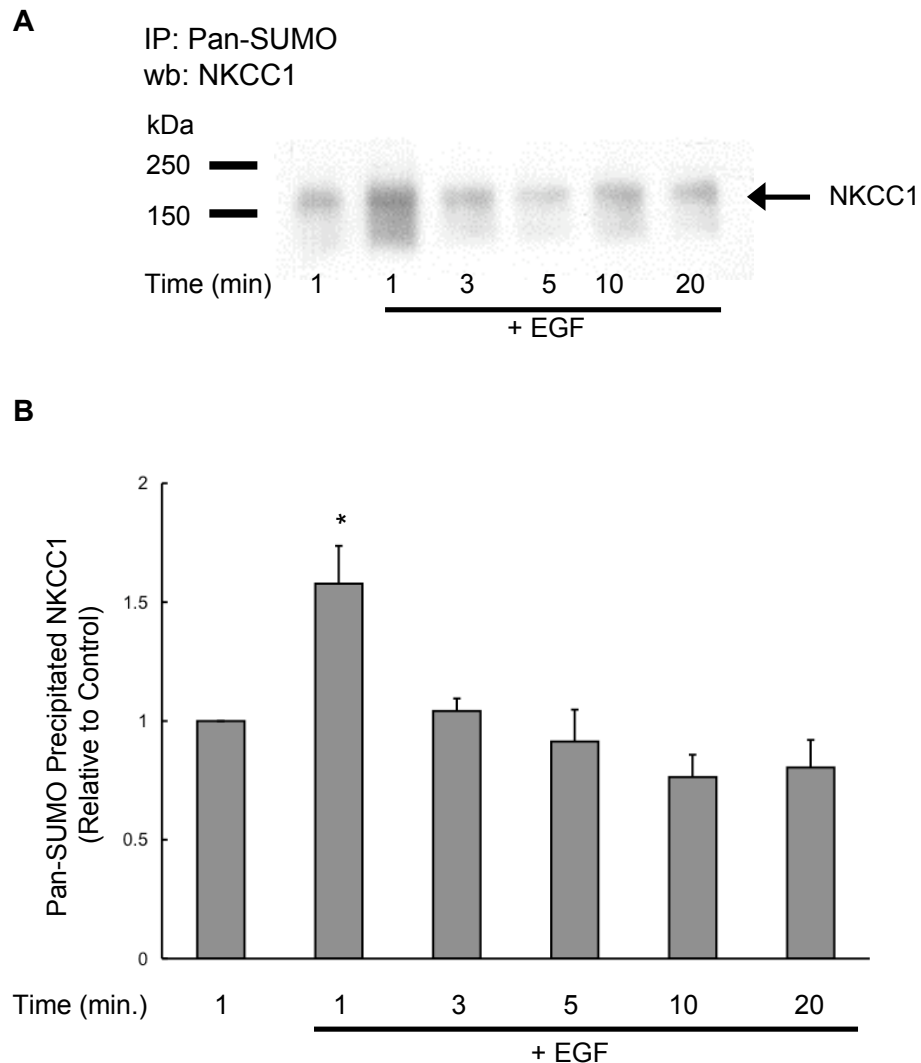 A
IP: Pan-SUMO
wb: NKCC1
kDa
250
150
NKCC1
Time (min) 1 1 3 5 10 20
+ EGF
B
Pan-SUMO Precipitated NKCC1
(Relative to Control)
2
1.5
1
0.5
0
*
Time (min.) 1 1 3 5 10 20
+ EGF